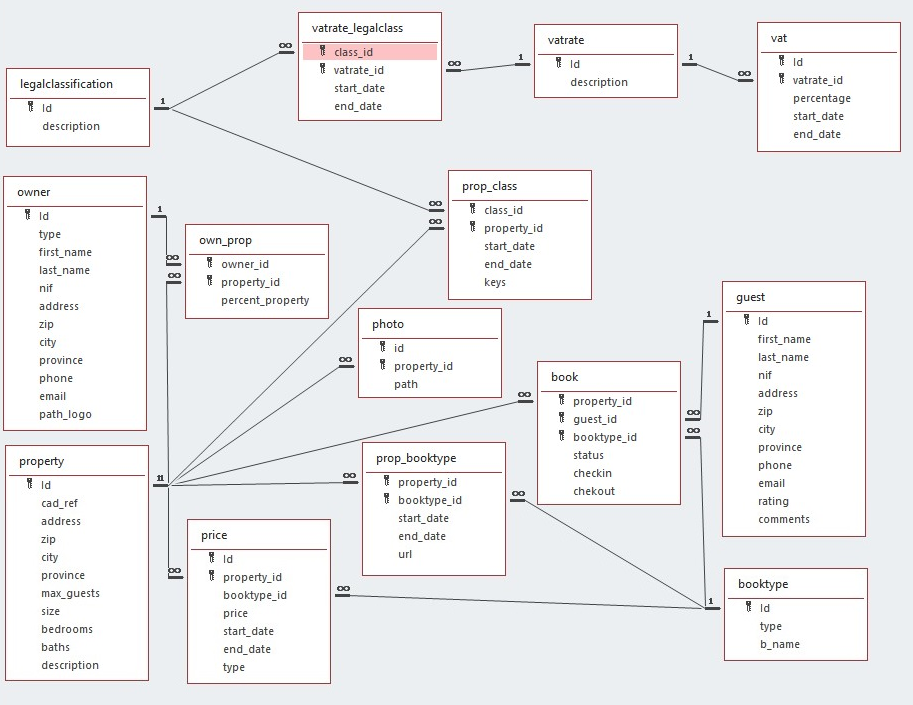 vatrate_legalclass
class_id
vatrate_id
start_date
end_date
vatrate
Id
description
vat
Id
vatrate_id
percentage
start_date
end_date
legalclassification
Id
description
prop_class
class_id
property_id
start_date
end_date
keys
owner
Id
type
first_name
last_name
nif
address
zip
city
province
phone
email
path_logo
own_prop
owner_id
property_id
percent_property
photo
id
property_id
path
guest
Id
first_name
last_name
nif
address
zip
city
province
phone
email
rating
comments
book
property_id
guest_id
booktype_id
status
checkin
chekout
property
Id
cad_ref
address
zip
city
province
max_guests
size
bedrooms
baths
description
prop_booktype
property_id
booktype_id
start_date
end_date
url
price
Id
property_id
booktype_id
price
start_date
end_date
type
booktype
Id
type
b_name
∞
∞
1
1
∞
1
∞
∞
1
∞
∞
∞
1
∞
∞
∞
11
∞
∞
∞
∞
1